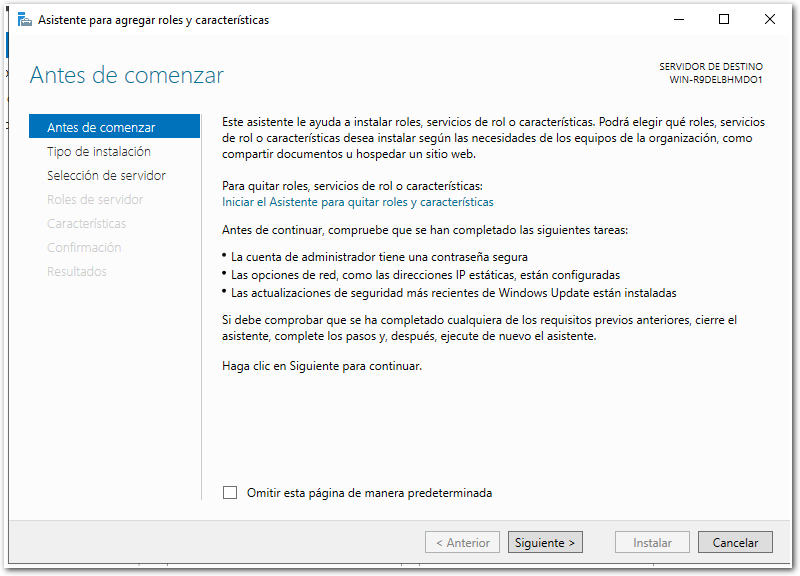 Asistente para agregar roles y características
Antes de comenzar
SERVIDOR DE DESTINO
WIN-R9DELBHMDO1
Antes de comenzar
Tipo de instalación
Selección de servidor
Roles de servidor
Características
Confirmación
Resultados
Este asistente le ayuda a instalar roles, servicios de rol o características. Podrá elegir qué roles, servicios
de rol o características desea instalar según las necesidades de los equipos de la organización, como
compartir documentos u hospedar un sitio web.
Para quitar roles, servicios de rol o características:
Iniciar el Asistente para quitar roles y características
Antes de continuar, compruebe que se han completado las siguientes tareas:
• La cuenta de administrador tiene una contraseña segura
• Las opciones de red, como las direcciones IP estáticas, están configuradas
• Las actualizaciones de seguridad más recientes de Windows Update están instaladas
Si debe comprobar que se ha completado cualquiera de los requisitos previos anteriores, cierre el
asistente, complete los pasos y, después, ejecute de nuevo el asistente.
Haga clic en Siguiente para continuar.
Omitir esta página de manera predeterminada
< Anterior
Siguiente >
Instalar
Cancelar